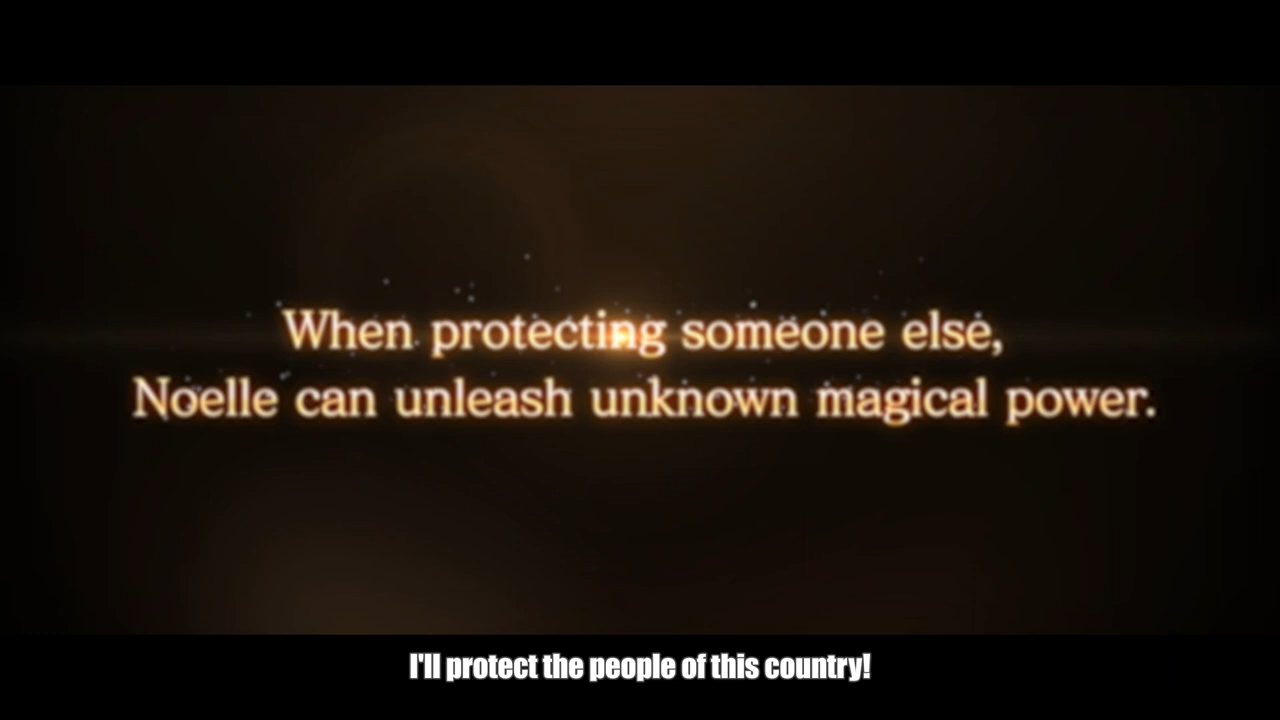 When protecting someone else,
Noelle can unleash unknown magical power.
I'll protect the people of this country!